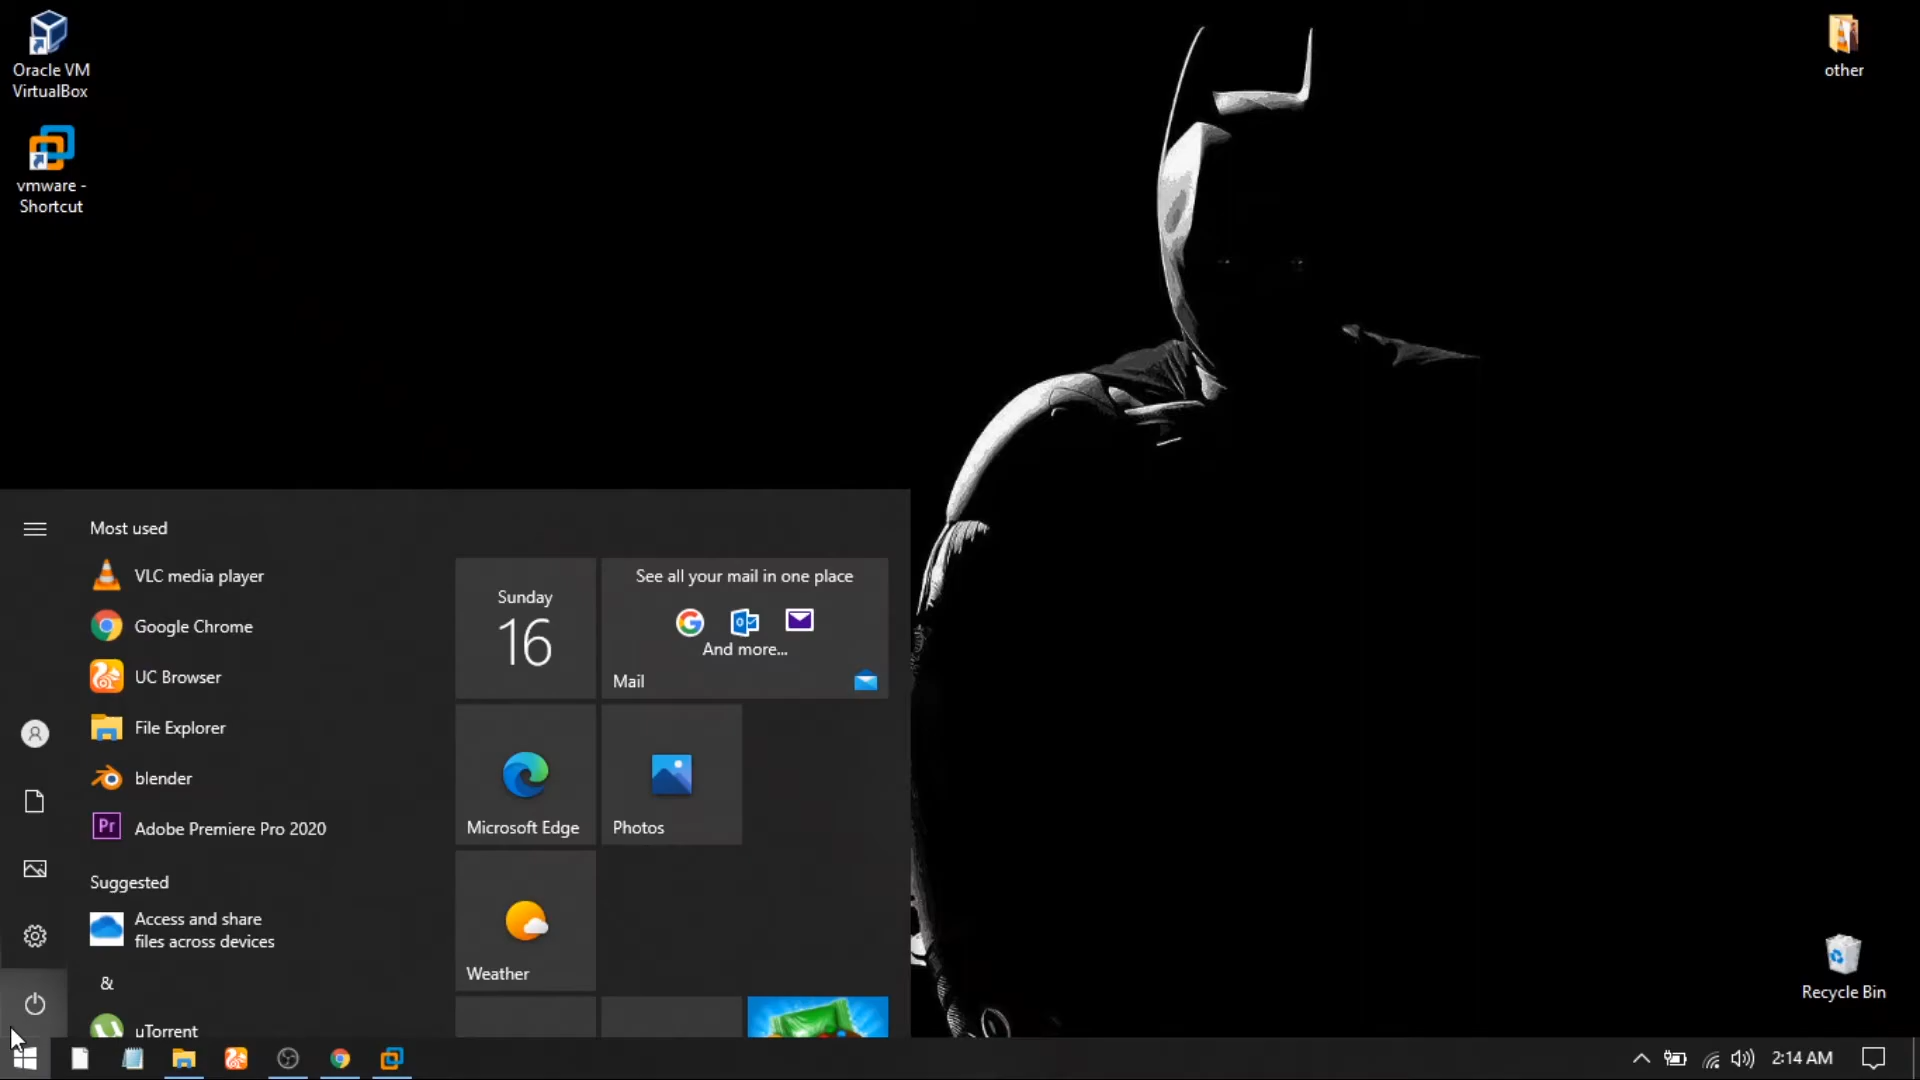 Oracle VM
VirtualBox
vmware -
Shortcut
other
Most used
VLC media player
Google Chrome
UC Browser
File Explorer
blender
Pr
Adobe Premiere Pro 2020
Suggested
Access and share
files across devices
&
uTorrent
Sunday
16
See all your mail in one place
And more...
Mail
Microsoft Edge
Photos
Weather
Recycle Bin
2:14 AM